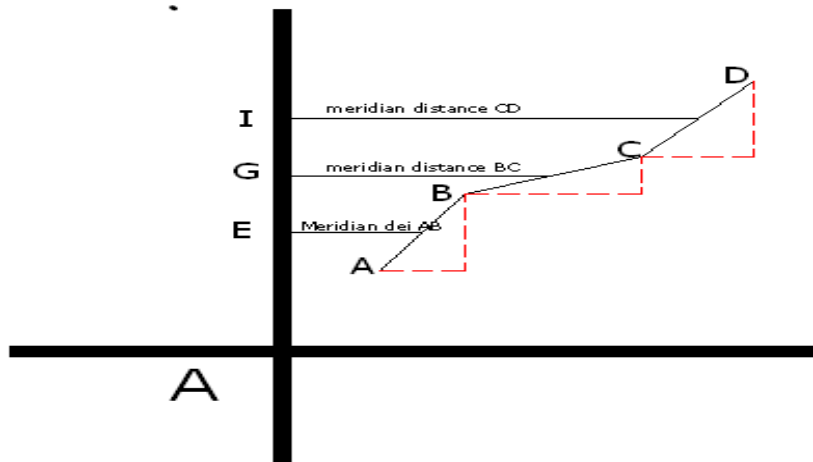 D
meridian distance CD
I
C
meridian distance BC
G
B
Meridian dei AB
E
A
A